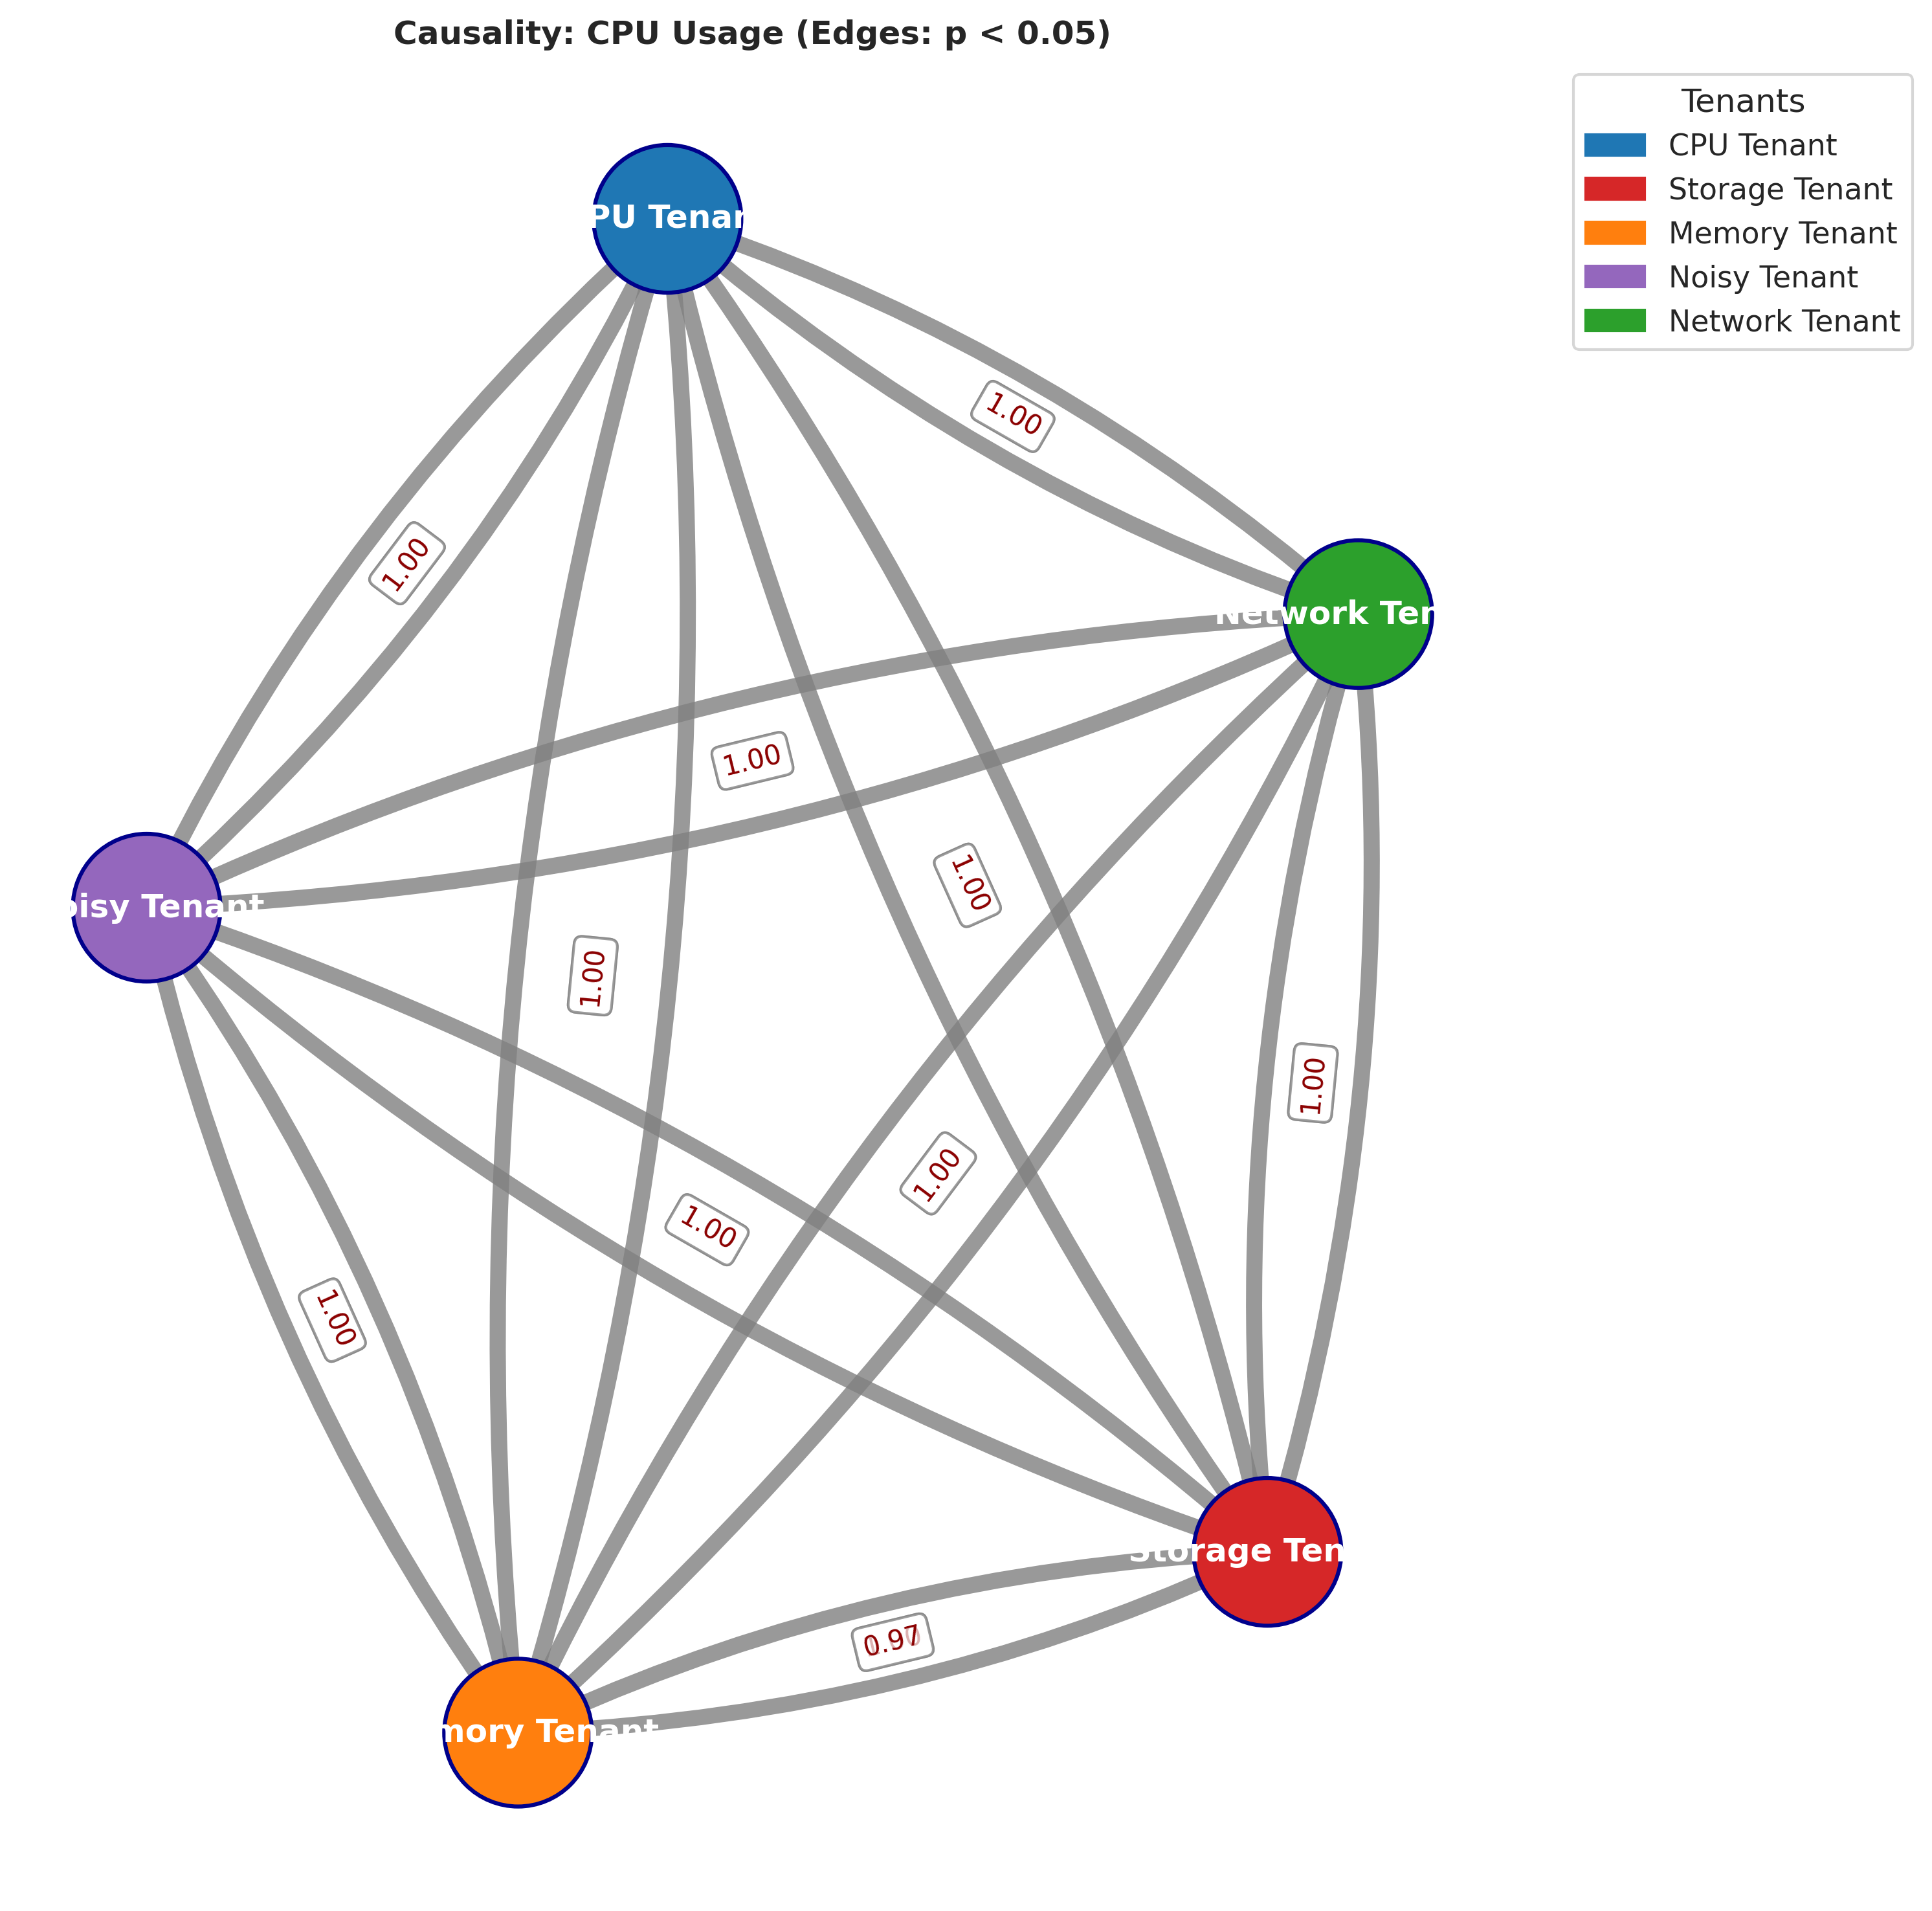 Causality: CPU Usage (Edges: p < 0.05)
Tenants
CPU Tenant
Storage Tenant
Memory Tenant
Noisy Tenant
Network Tenant
PU Tenan
1.00
Network Ten
1.00
1.00
1.00
oisy Tenant
1.00
1.00
1.00
1.00
1.00
Storage Ten
0.97
mory Tenant